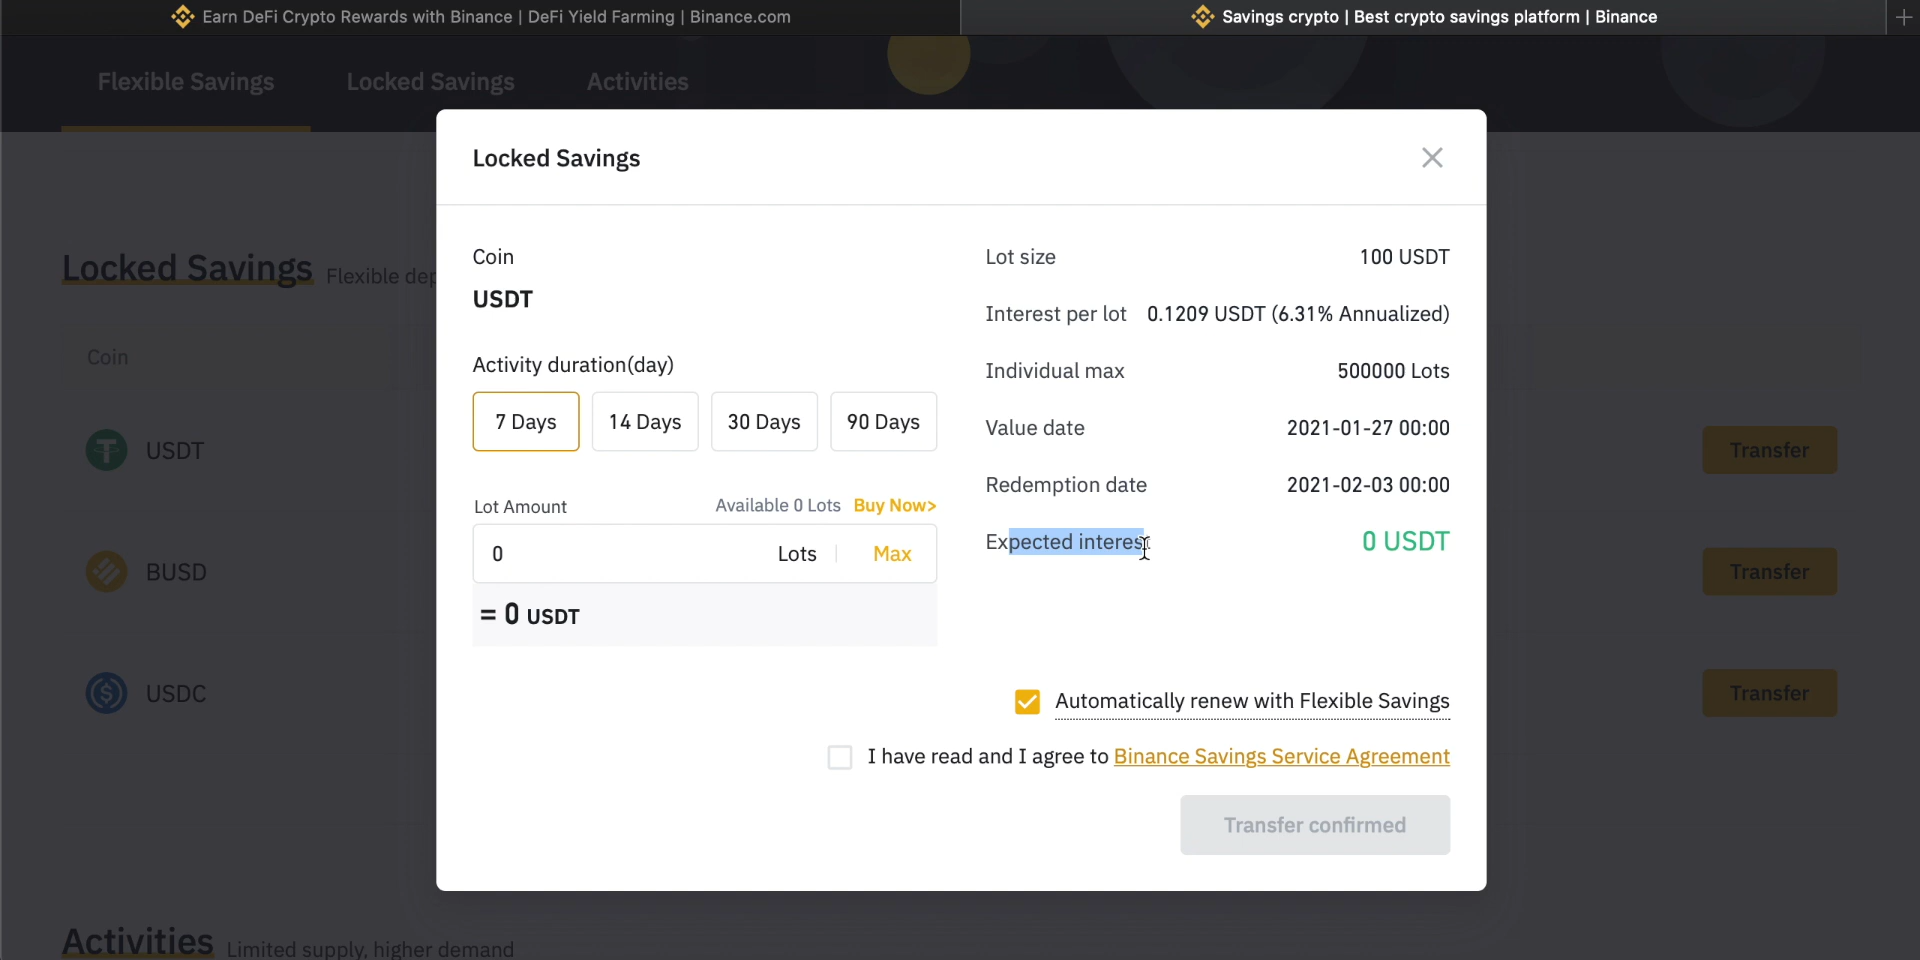 Earn DeFi Crypto Rewards with Binance | DeFi Yield Farming | Binance.com
Savings crypto | Best crypto savings platform | Binance
Flexible Savings
Locked Savings
Activities
Locked Savings
Locked Savings
Flexible dep
Coin
USDT
Transfer
BUSD
Transfer
USDC
Transfer
Coin
USDT
Activity duration(day)
7 Days
14 Days
30 Days
90 Days
Lot Amount
Available 0 Lots
Buy Now>
0
Lots
Max
= 0 USDT
Lot size
100 USDT
Interest per lot
0.1209 USDT (6.31% Annualized)
Individual max
500000 Lots
Value date
2021-01-27 00:00
Redemption date
2021-02-03 00:00
Expected interest
0 USDT
Automatically renew with Flexible Savings
I have read and I agree to Binance Savings Service Agreement
Transfer confirmed
Activities
Limited supply, higher demand